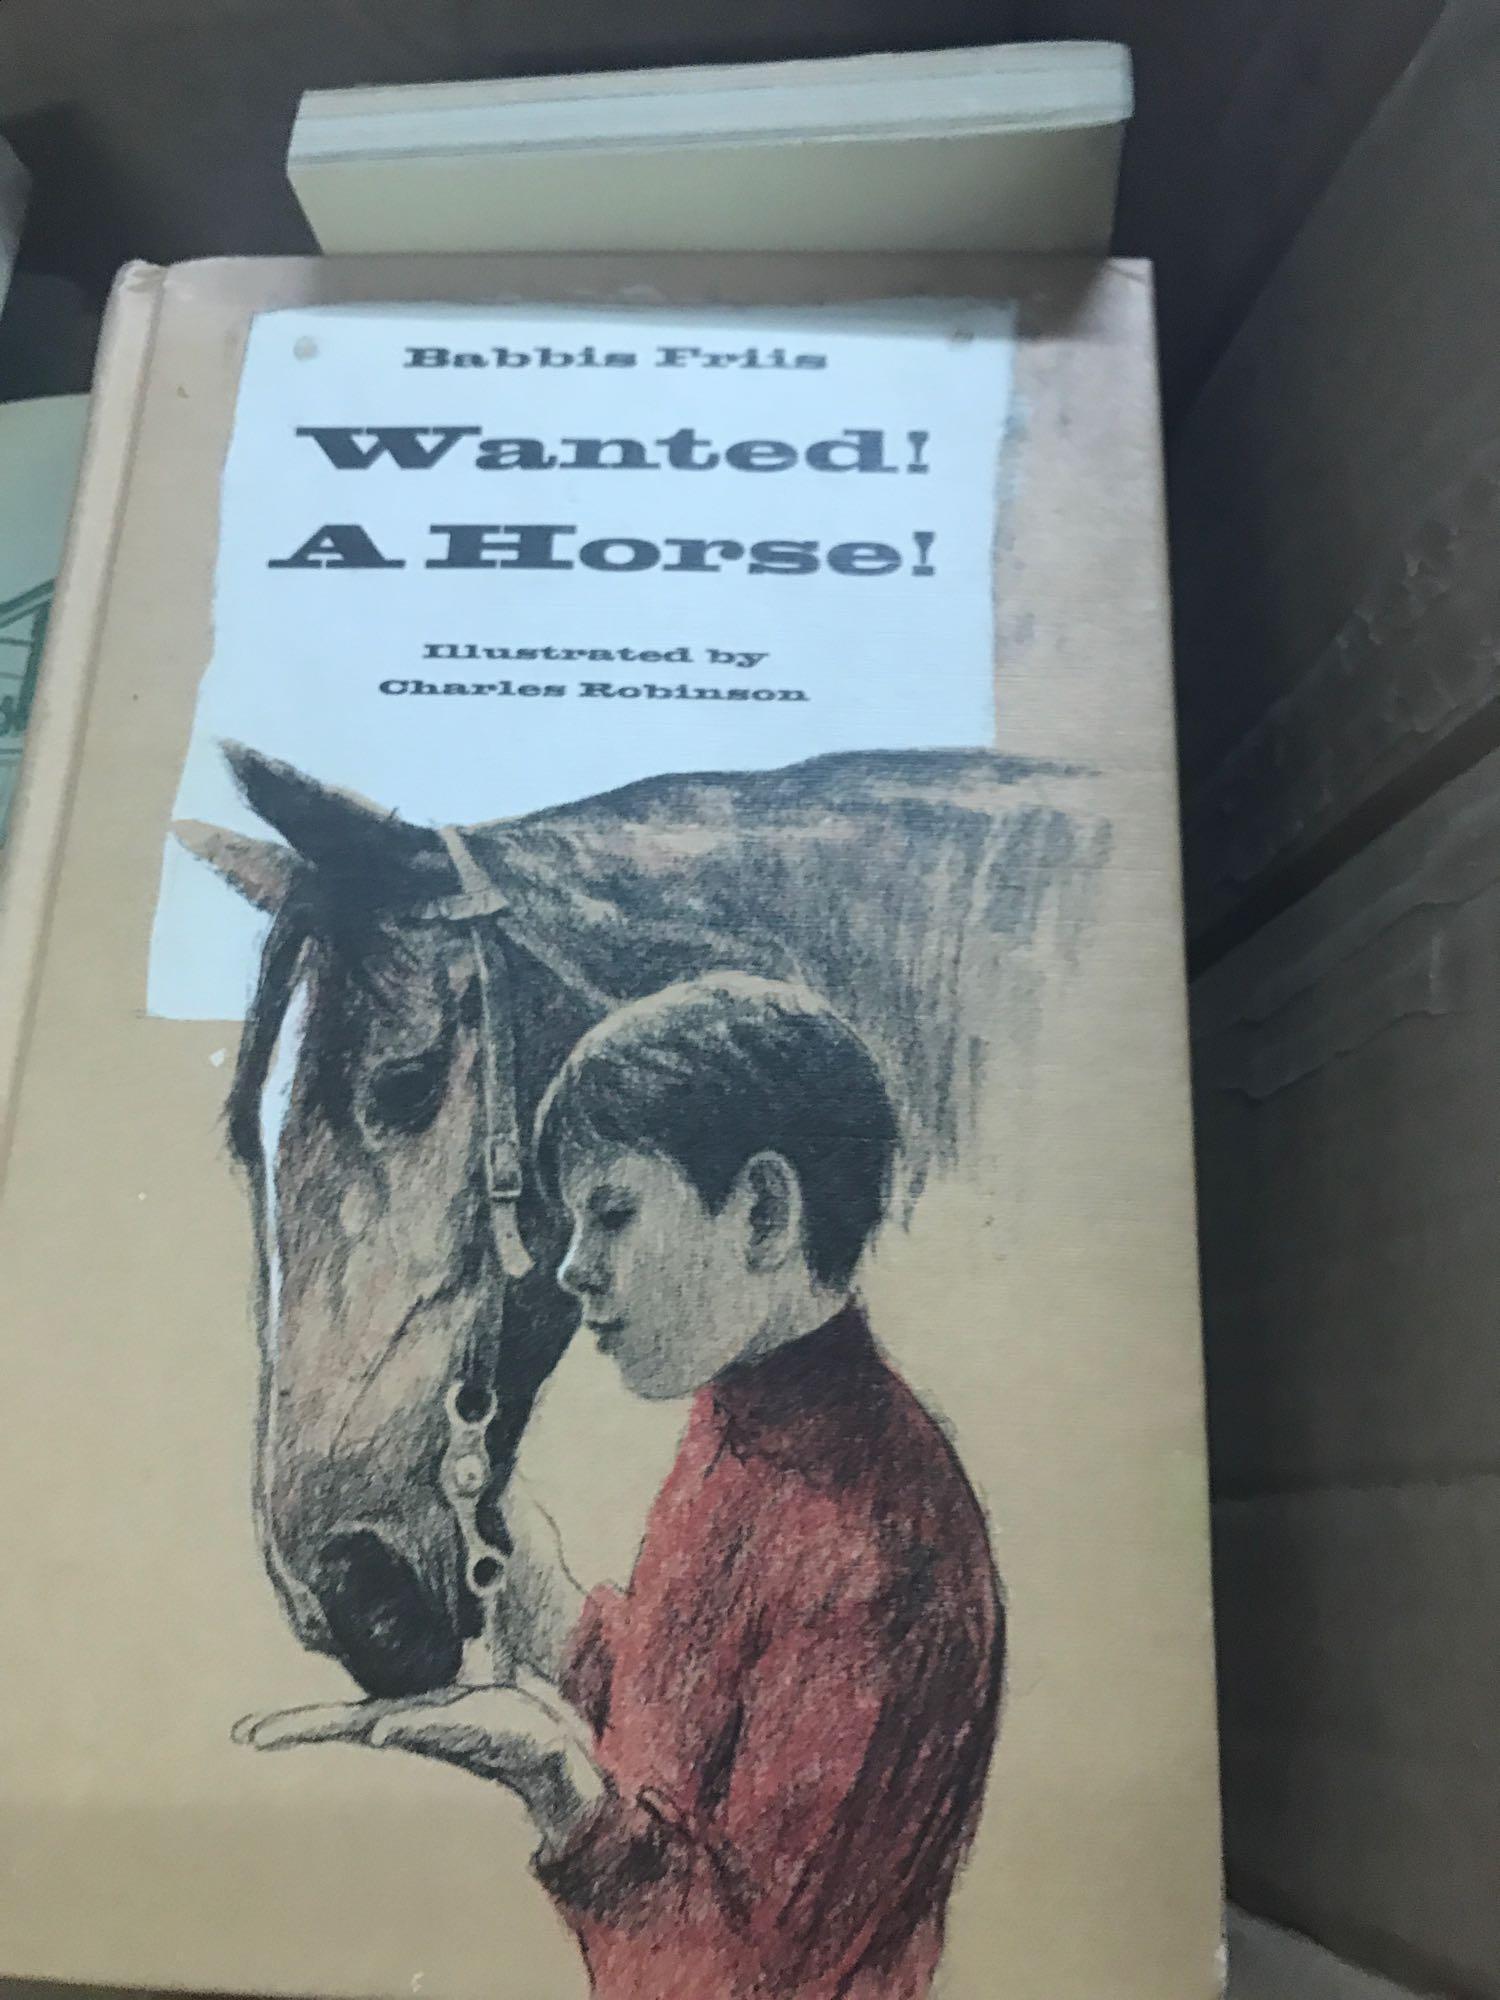 Babbis Friis
Wanted!
A Horse!
Illustrated by
Charles Robinson